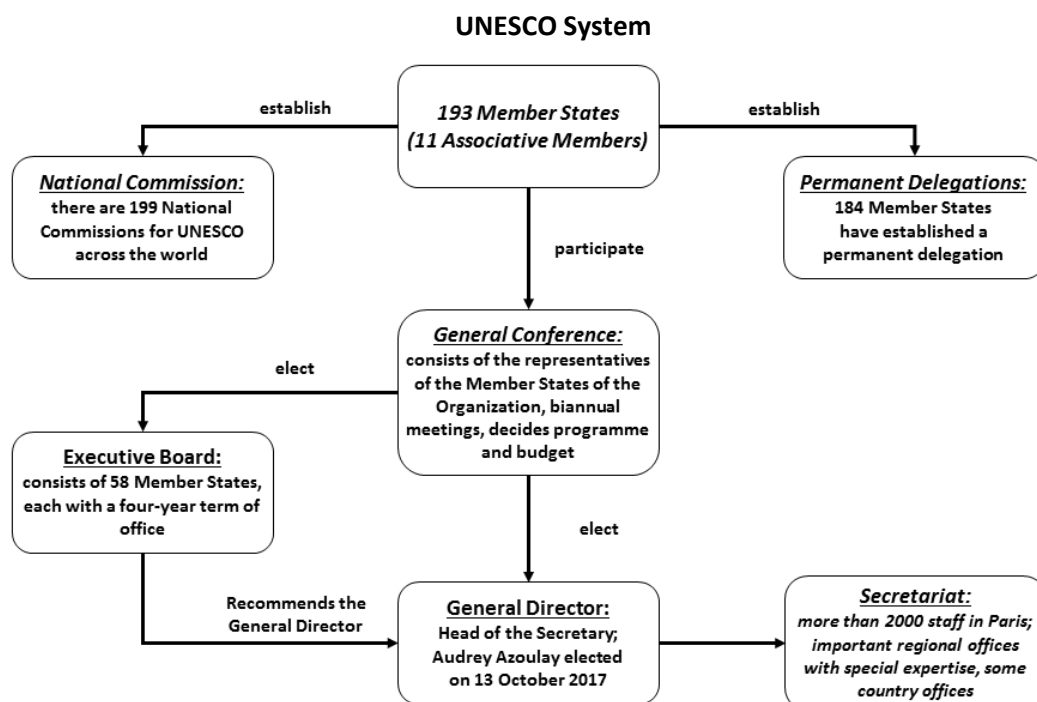 UNESCO System
193 Member States
(11 Associative Members)
establish
establish
National Commission:
there are 199 National
Commissions for UNESCO
across the world
Permanent Delegations:
184 Member States
have established a
permanent delegation
participate
General Conference:
consists of the representatives
of the Member States of the
Organization, biannual
meetings, decides programme
and budget
elect
Executive Board:
consists of 58 Member States,
each with a four-year term of
office
elect
Recommends the
General Director
General Director:
Head of the Secretary;
Audrey Azoulay elected
on 13 October 2017
Secretariat:
more than 2000 staff in Paris;
important regional offices
with special expertise, some
country offices